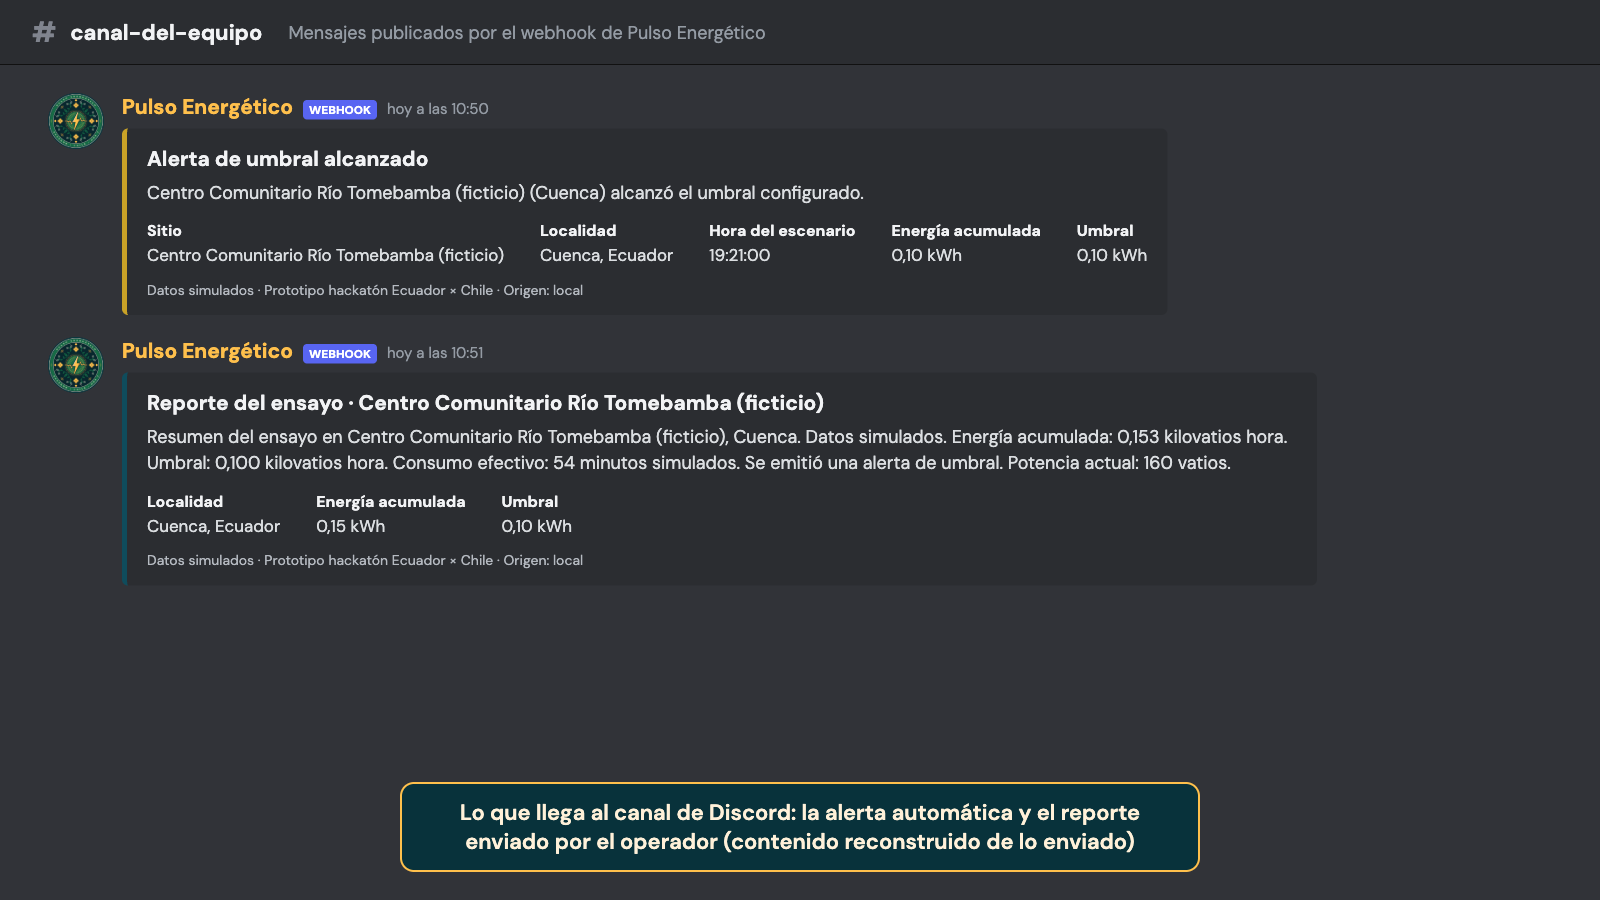 # canal-del-equipo Mensajes publicados por el webhook de Pulso Energético
Pulso Energético WEBHOOK hoy a las 10:50
Alerta de umbral alcanzado
Centro Comunitario Río Tomebamba (ficticio) (Cuenca) alcanzó el umbral configurado.
Sitio Localidad Hora del escenario Energía acumulada Umbral
Centro Comunitario Río Tomebamba (ficticio) Cuenca, Ecuador 19:21:00 0,10 kWh 0,10 kWh
Datos simulados · Prototipo hackatón Ecuador × Chile · Origen: local
Pulso Energético WEBHOOK hoy a las 10:51
Reporte del ensayo · Centro Comunitario Río Tomebamba (ficticio)
Resumen del ensayo en Centro Comunitario Río Tomebamba (ficticio), Cuenca. Datos simulados. Energía acumulada: 0,153 kilovatios hora.
Umbral: 0,100 kilovatios hora. Consumo efectivo: 54 minutos simulados. Se emitió una alerta de umbral. Potencia actual: 160 vatios.
Localidad Energía acumulada Umbral
Cuenca, Ecuador 0,15 kWh 0,10 kWh
Datos simulados · Prototipo hackatón Ecuador × Chile · Origen: local
Lo que llega al canal de Discord: la alerta automática y el reporte
enviado por el operador (contenido reconstruido de lo enviado)